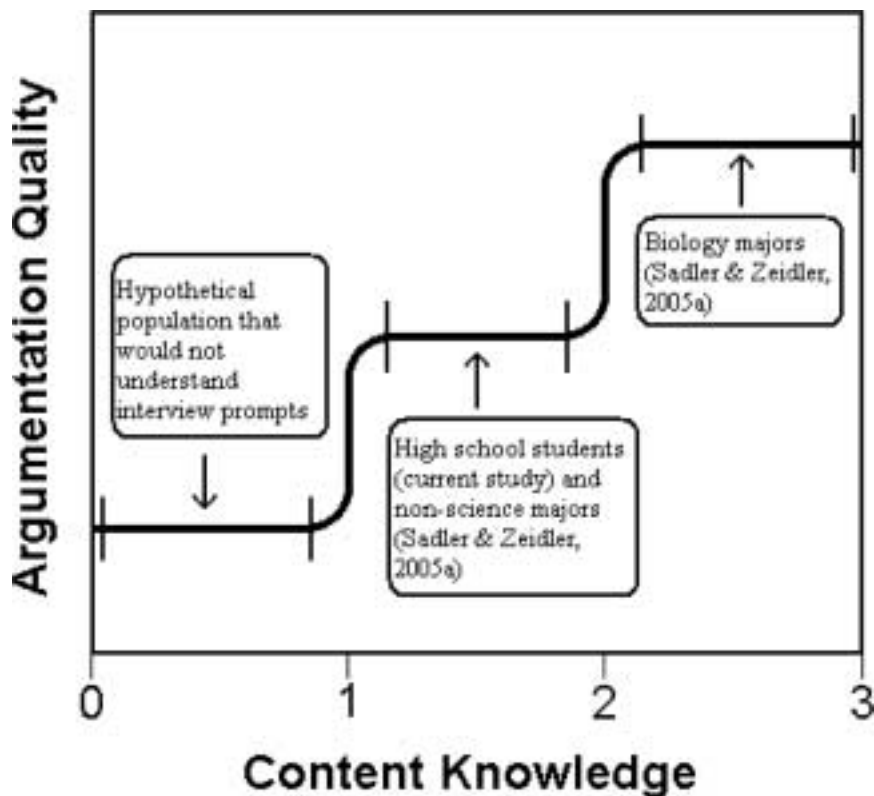 Argumentation Quality
Hypothetical
population that
would not
understand
interview prompts
High school students
(current study) and
non-science majors
(Sadler & Zeidler,
2005a)
Biology majors
(Sadler & Zeidler,
2005a)
0 1 2 3
Content Knowledge